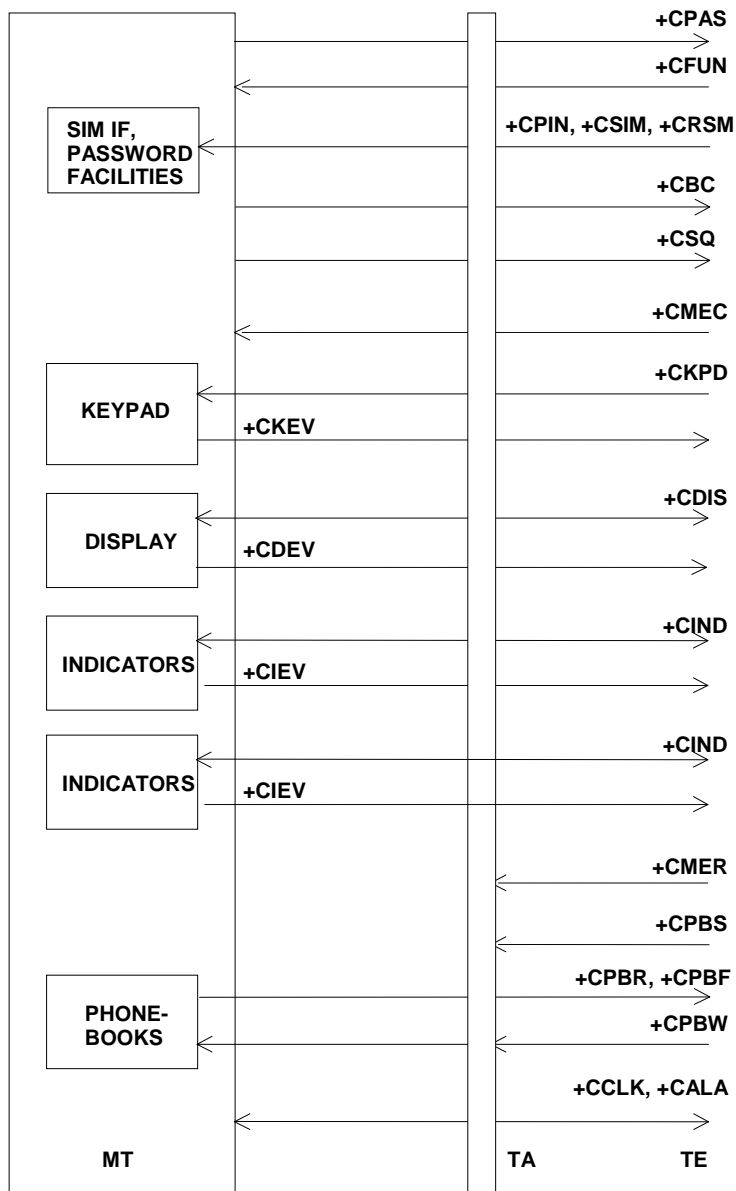 +CPAS
+CFUN
SIM IF,
PASSWORD
FACILITIES
+CPIN, +CSIM, +CRSM
+CBC
+CSQ
+CMEC
+CKPD
KEYPAD
+CKEV
+CDIS
DISPLAY
+CDEV
+CIND
INDICATORS
+CIEV
+CIND
INDICATORS
+CIEV
+CMER
+CPBS
+CPBR, +CPBF
PHONE-
BOOKS
+CPBW
+CCLK, +CALA
MT TA TE